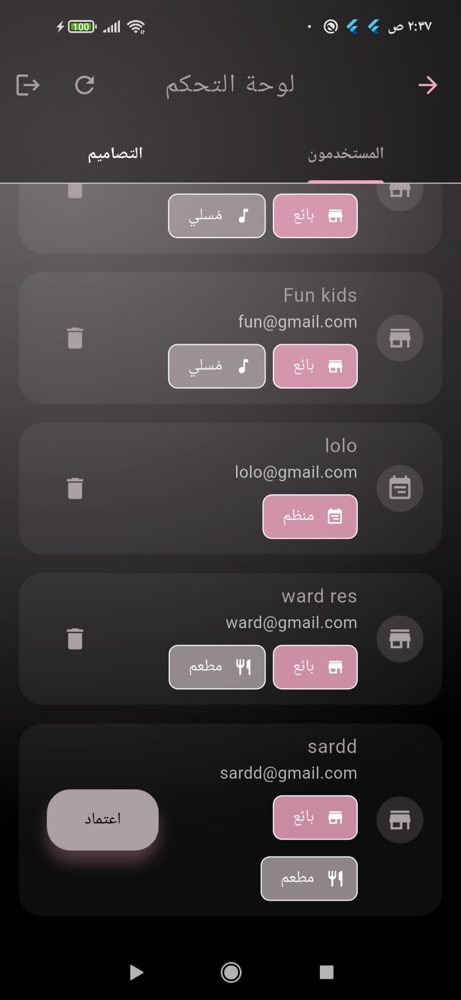 ٢:٣٧ ص
100
لوحة التحكم
المستخدمون
التصاميم
بائع
مُسلي
Fun kids
fun@gmail.com
بائع
مُسلي
lolo
lolo@gmail.com
منظم
ward res
ward@gmail.com
بائع
مطعم
sardd
sardd@gmail.com
بائع
اعتماد
مطعم